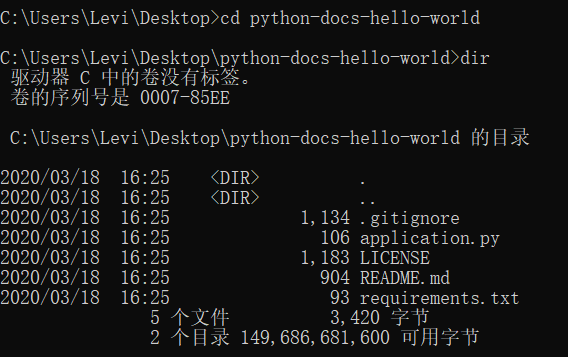 C:\Users\Levi\Desktop>cd python-docs-hello-world
C:\Users\Levi\Desktop\python-docs-hello-world>dir
驱动器 C 中的卷没有标签。
卷的序列号是 0007-85EE
C:\Users\Levi\Desktop\python-docs-hello-world 的目录
2020/03/18  16:25    <DIR>          .
2020/03/18  16:25    <DIR>          ..
2020/03/18  16:25             1,134 .gitignore
2020/03/18  16:25               106 application.py
2020/03/18  16:25             1,183 LICENSE
2020/03/18  16:25               904 README.md
2020/03/18  16:25                93 requirements.txt
5 个文件          3,420 字节
2 个目录 149,686,681,600 可用字节